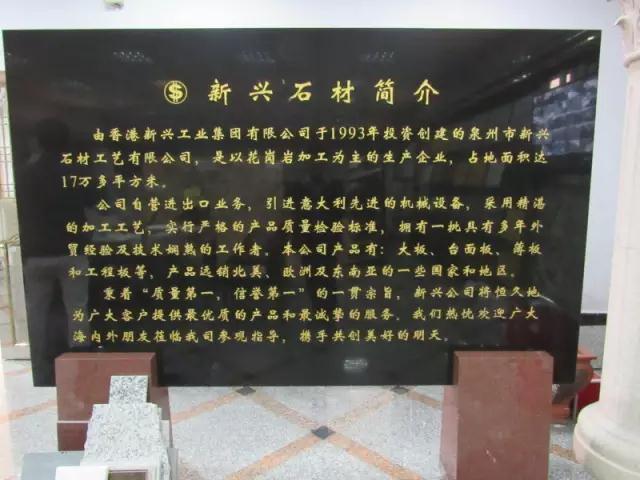 新兴石材简介
由香港新兴工业集团有限公司于1993年投资创建的泉州市新兴
石材工艺有限公司，是以花岗岩加工为主的生产企业，占地面积达
17万多平方米。
公司自营进出口业务，引进意大利先进的机械设备，采用精湛
的加工工艺，实行严格的产品质量检验标准，拥有一批具有多年外
贸经验及技术娴熟的工作者。本公司产品有：大板、台面板、薄板
和工程板等，产品远销北美、欧洲及东南亚的一些国家和地区。
秉着“质量第一，信誉第一”的一贯宗旨，新兴公司将恒久地
为广大客户提供最优质的产品和最诚挚的服务。我们热忱欢迎广大
海内外朋友莅临我司参观指导，携手共创美好的明天。